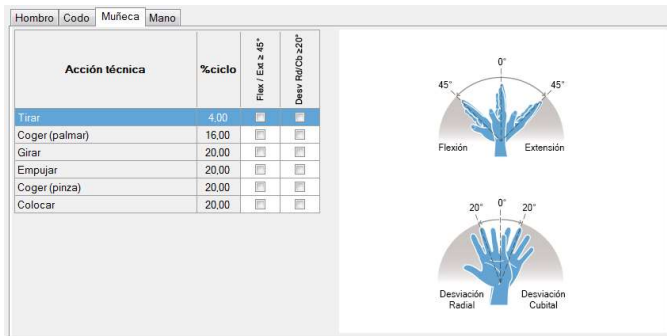 Hombro Codo Muñeca Mano
Acción técnica %ciclo Flex / Ext ≥ 45° Desv Rd/Cb ≥20°
Tirar 4,00
Coger (palmar) 16,00
Girar 20,00
Empujar 20,00
Coger (pinza) 20,00
Colocar 20,00
0°
45° 45°
Flexión Extensión
0°
20° 20°
Desviación Desviación
Radial Cubital